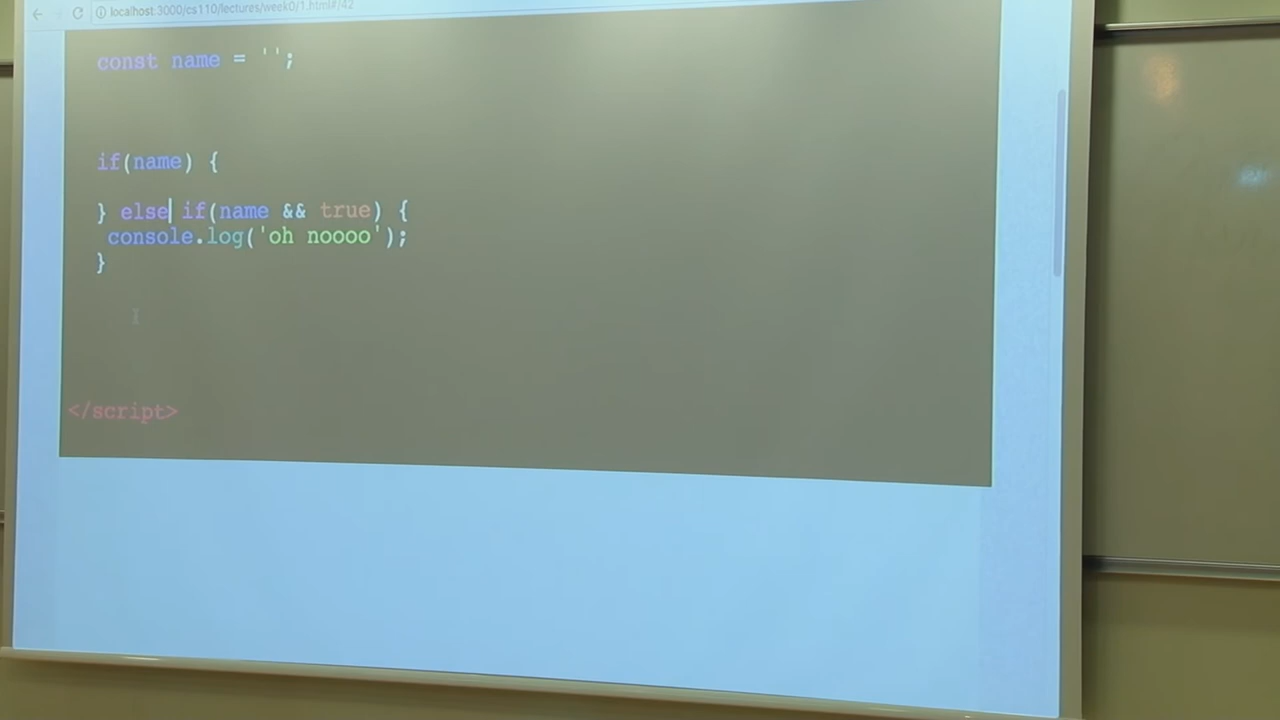 localhost:3000/cs110/lectures/week0/1.html#/42
const name = '';
if(name) {
} else if(name && true) {
console.log('oh noooo');
}
</script>